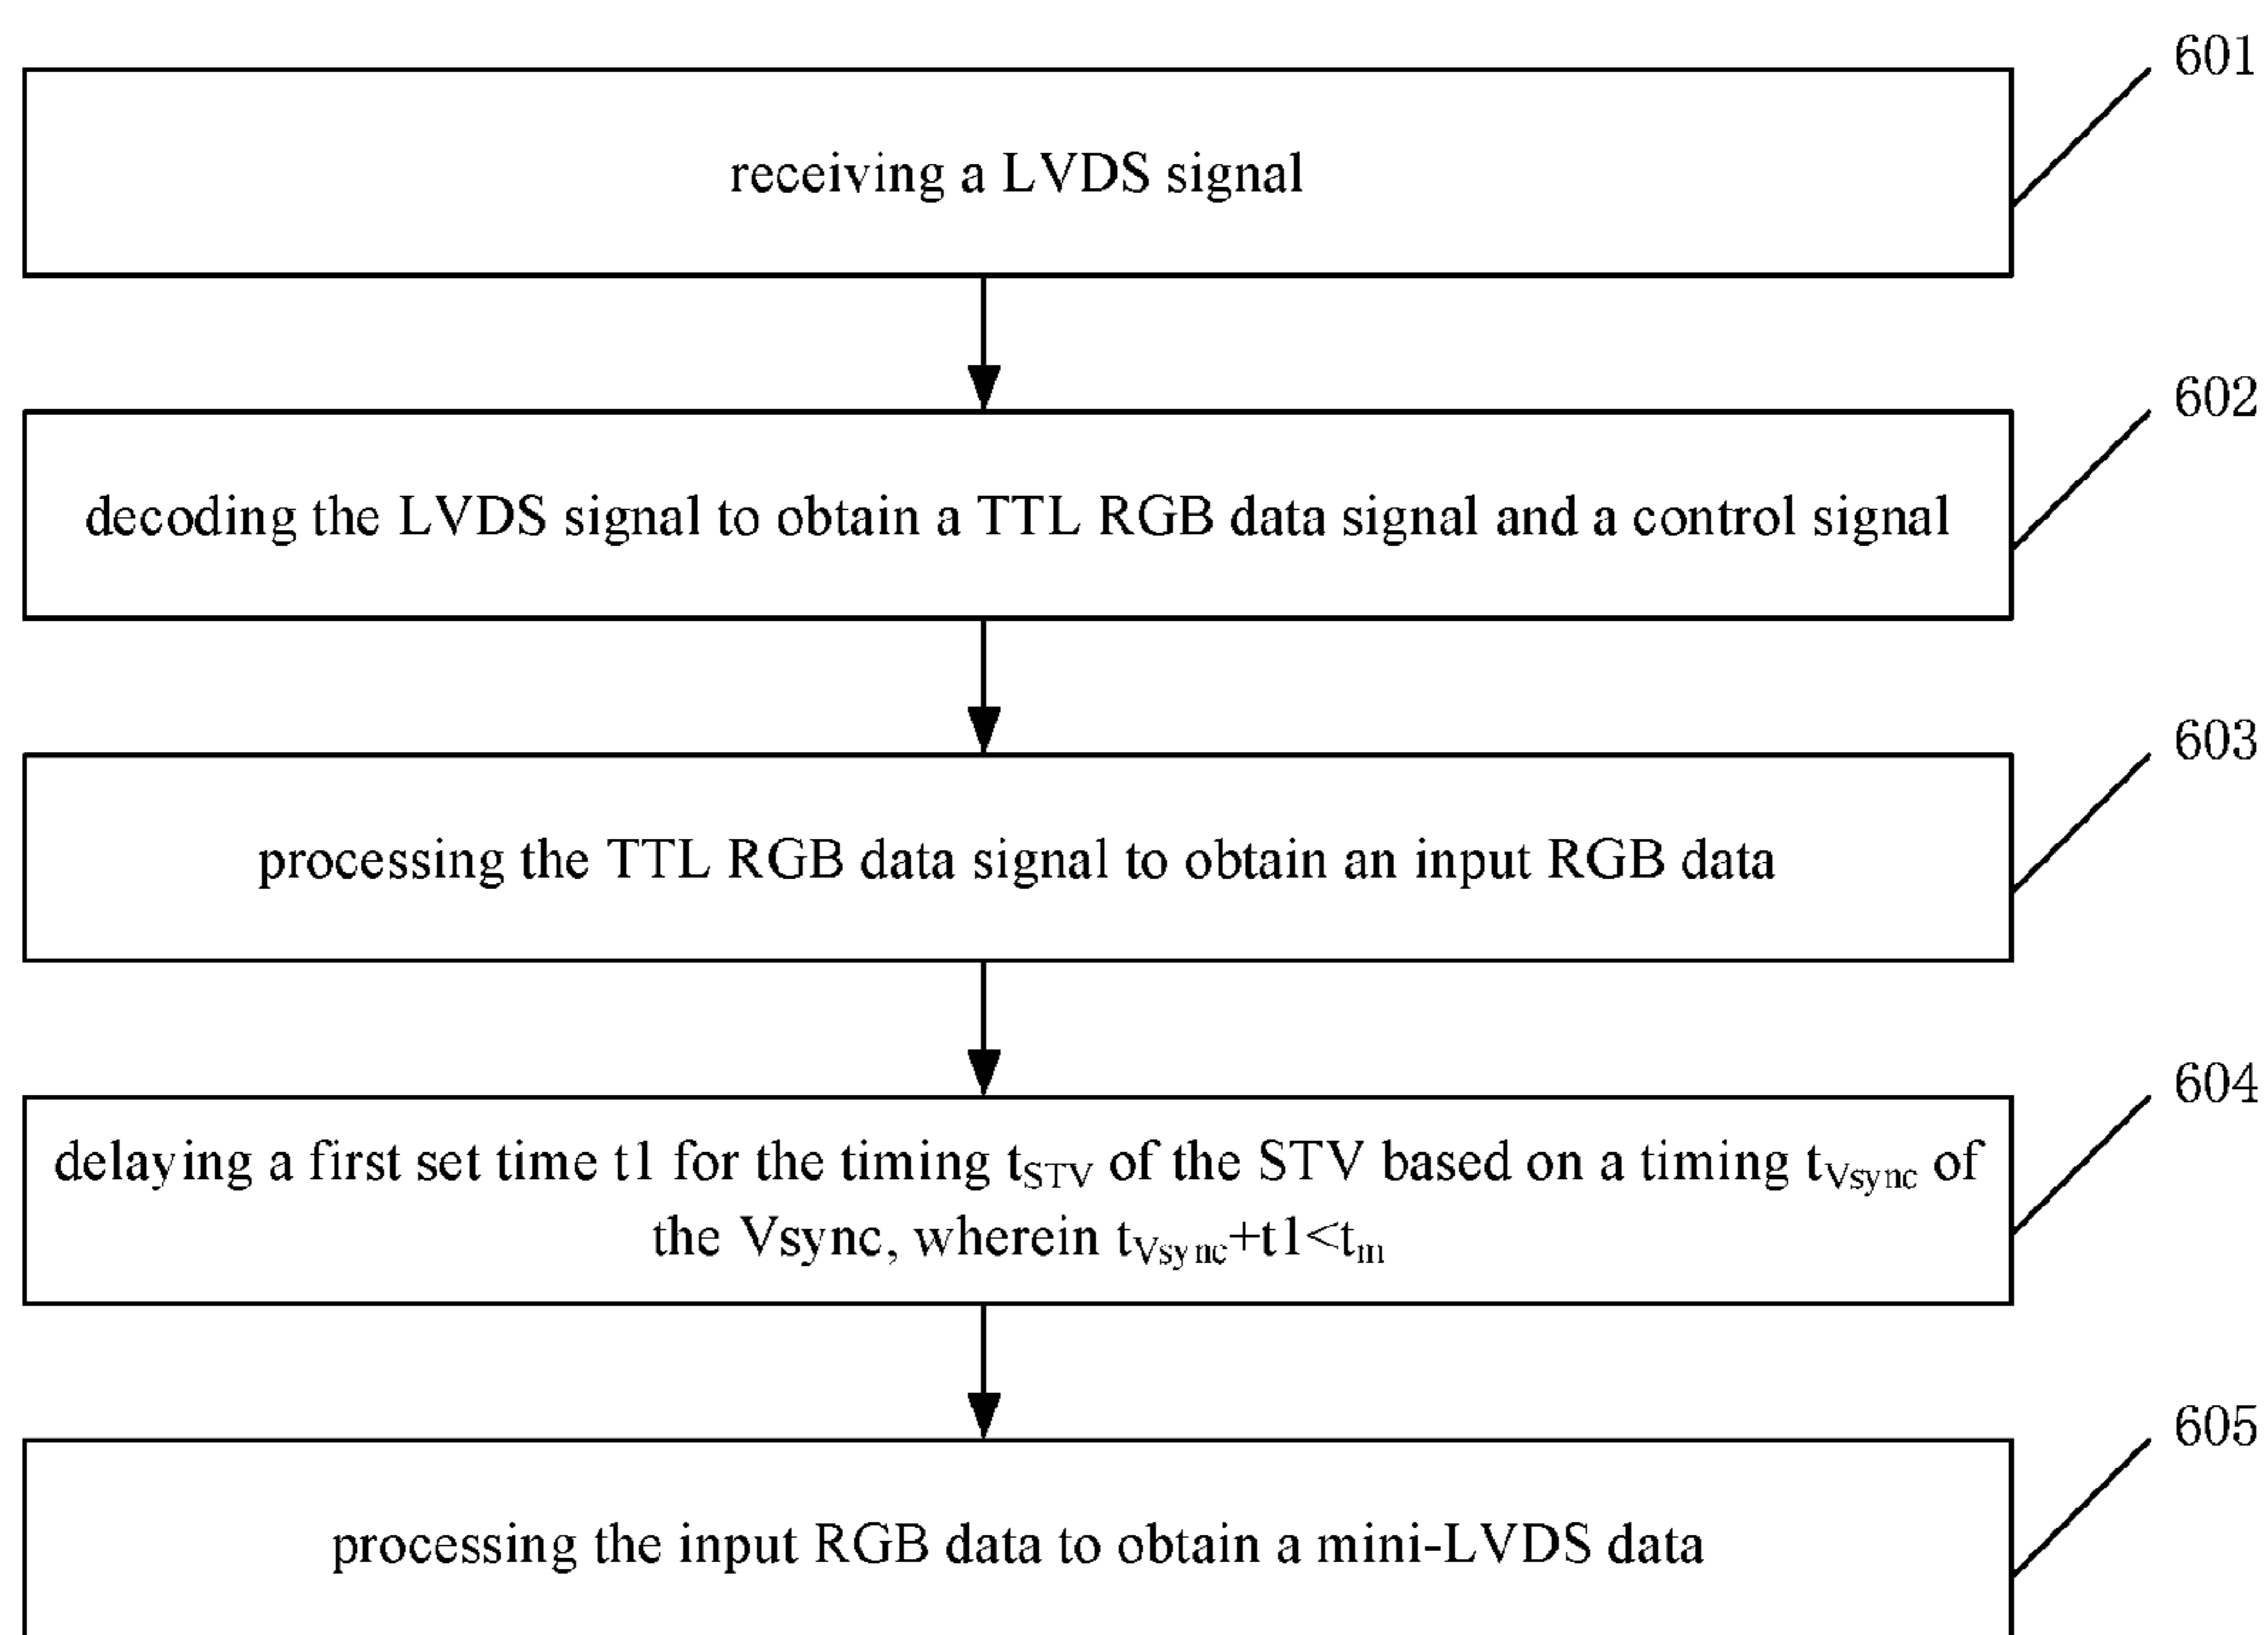 601
receiving a LVDS signal
602
decoding the LVDS signal to obtain a TTL RGB data signal and a control signal
603
processing the TTL RGB data signal to obtain an input RGB data
604
delaying a first set time t1 for the timing tSTV of the STV based on a timing tVsync of
the Vsync, wherein tVsync+t1<tm
605
processing the input RGB data to obtain a mini-LVDS data